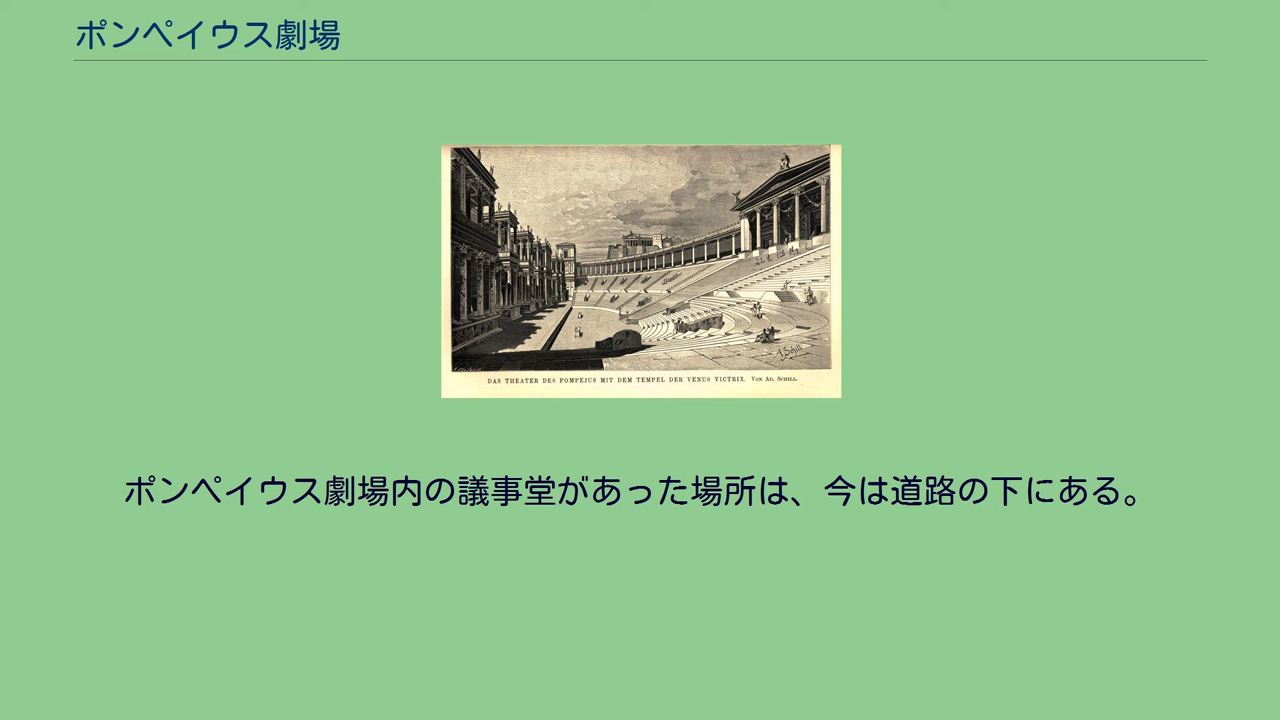 ポンペイウス劇場
A. Schill
DAS THEATER DES POMPEJUS MIT DEM TEMPEL DER VENUS VICTRIX. VON AD. SCHILL.
ポンペイウス劇場内の議事堂があった場所は、今は道路の下にある。